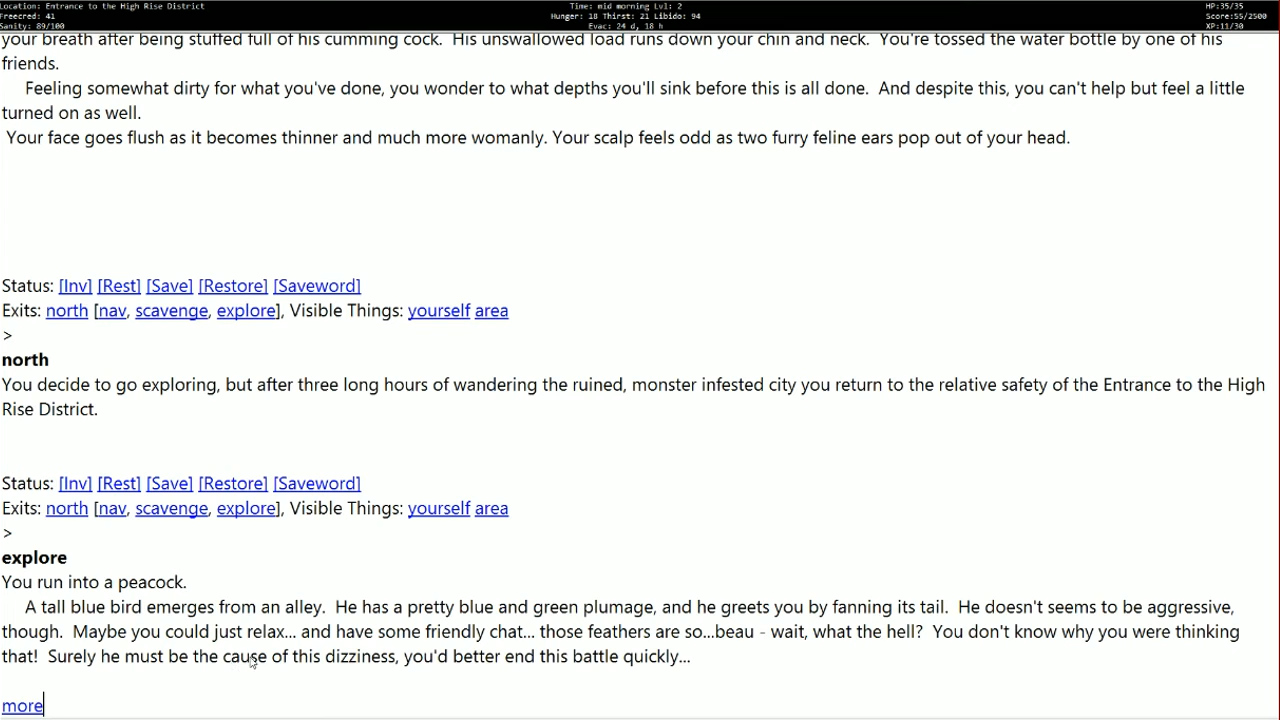 Location: Entrance to the High Rise District
Time: mid morning Lvl: 2
HP:35/35
Freecred: 41
Hunger: 18 Thirst: 21 Libido: 94
Score:55/2500
Sanity: 89/100
Evac: 24 d, 18 h
XP:11/30
your breath after being stuffed full of his cumming cock.  His unswallowed load runs down your chin and neck.  You're tossed the water bottle by one of his
friends.
Feeling somewhat dirty for what you've done, you wonder to what depths you'll sink before this is all done.  And despite this, you can't help but feel a little
turned on as well.
Your face goes flush as it becomes thinner and much more womanly. Your scalp feels odd as two furry feline ears pop out of your head.
Status: [Inv] [Rest] [Save] [Restore] [Saveword]
Exits: north [nav, scavenge, explore], Visible Things: yourself area
>
north
You decide to go exploring, but after three long hours of wandering the ruined, monster infested city you return to the relative safety of the Entrance to the High
Rise District.
Status: [Inv] [Rest] [Save] [Restore] [Saveword]
Exits: north [nav, scavenge, explore], Visible Things: yourself area
>
explore
You run into a peacock.
A tall blue bird emerges from an alley.  He has a pretty blue and green plumage, and he greets you by fanning its tail.  He doesn't seems to be aggressive,
though.  Maybe you could just relax... and have some friendly chat... those feathers are so...beau - wait, what the hell?  You don't know why you were thinking
that!  Surely he must be the cause of this dizziness, you'd better end this battle quickly...
more